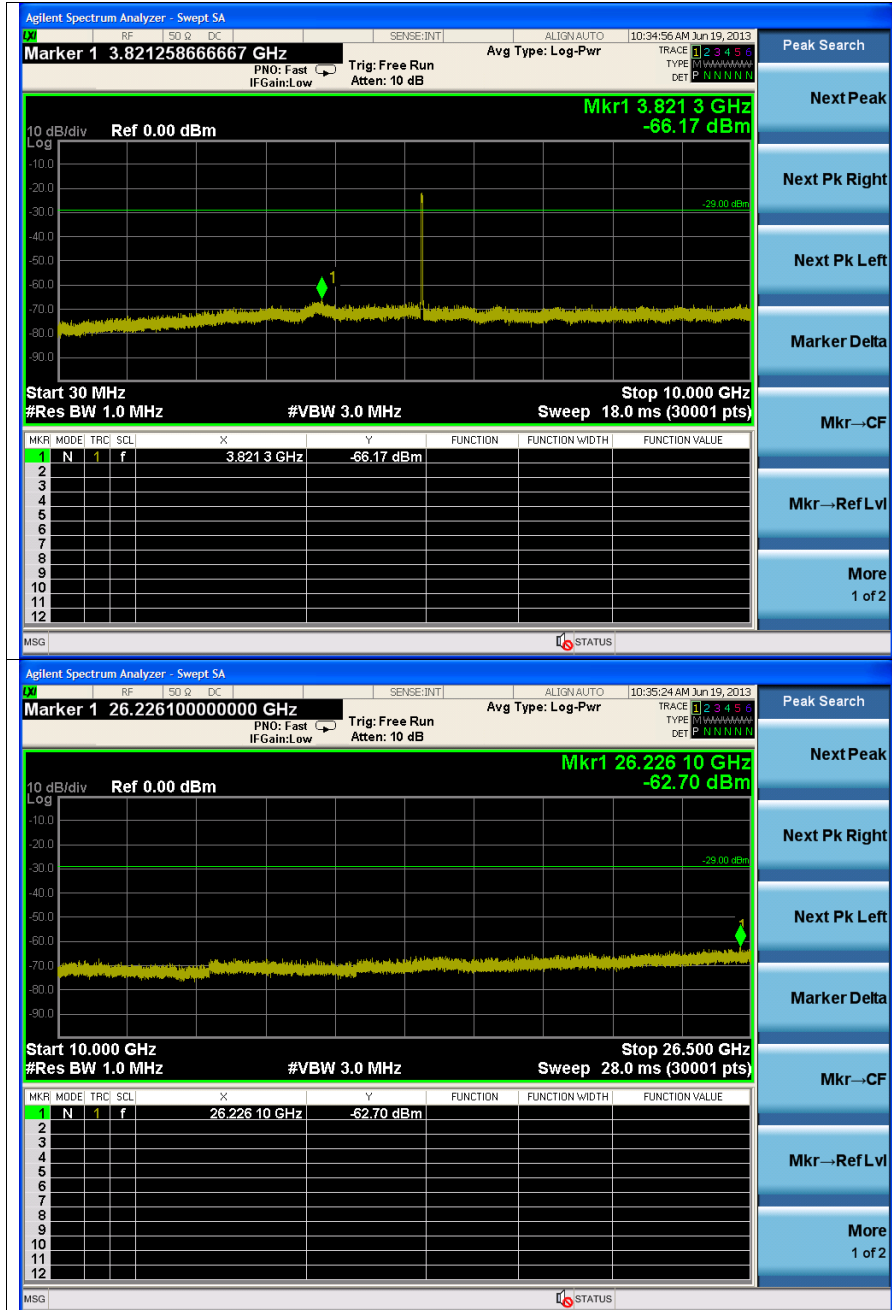 Agilent Spectrum Analyzer - Swept SA
LXI RF 50 Ω DC SENSE:INT ALIGN AUTO 10:34:56 AM Jun 19, 2013
Marker 1 3.821258666667 GHz
PNO: Fast
IFGain:Low
Trig: Free Run
Atten: 10 dB
Avg Type: Log-Pwr
TRACE 1 2 3 4 5 6
TYPE M WWWWW
DET P N N N N N
Peak Search
Mkr1 3.821 3 GHz
-66.17 dBm
10 dB/div Ref 0.00 dBm
Log
-10.0
-20.0
-30.0
-40.0
-50.0
-60.0
-70.0
-80.0
-90.0
-29.00 dBm
1
Start 30 MHz Stop 10.000 GHz
#Res BW 1.0 MHz #VBW 3.0 MHz Sweep 18.0 ms (30001 pts)
MKR MODE TRC SCL X Y FUNCTION FUNCTION WIDTH FUNCTION VALUE
1 N 1 f 3.821 3 GHz -66.17 dBm
2
3
4
5
6
7
8
9
10
11
12
MSG STATUS
Next Peak
Next Pk Right
Next Pk Left
Marker Delta
Mkr→CF
Mkr→Ref Lvl
More
1 of 2
Agilent Spectrum Analyzer - Swept SA
LXI RF 50 Ω DC SENSE:INT ALIGN AUTO 10:35:24 AM Jun 19, 2013
Marker 1 26.226100000000 GHz
PNO: Fast
IFGain:Low
Trig: Free Run
Atten: 10 dB
Avg Type: Log-Pwr
TRACE 1 2 3 4 5 6
TYPE M WWWWW
DET P N N N N N
Peak Search
Mkr1 26.226 10 GHz
-62.70 dBm
10 dB/div Ref 0.00 dBm
Log
-10.0
-20.0
-30.0
-40.0
-50.0
-60.0
-70.0
-80.0
-90.0
-29.00 dBm
1
Start 10.000 GHz Stop 26.500 GHz
#Res BW 1.0 MHz #VBW 3.0 MHz Sweep 28.0 ms (30001 pts)
MKR MODE TRC SCL X Y FUNCTION FUNCTION WIDTH FUNCTION VALUE
1 N 1 f 26.226 10 GHz -62.70 dBm
2
3
4
5
6
7
8
9
10
11
12
MSG STATUS
Next Peak
Next Pk Right
Next Pk Left
Marker Delta
Mkr→CF
Mkr→Ref Lvl
More
1 of 2